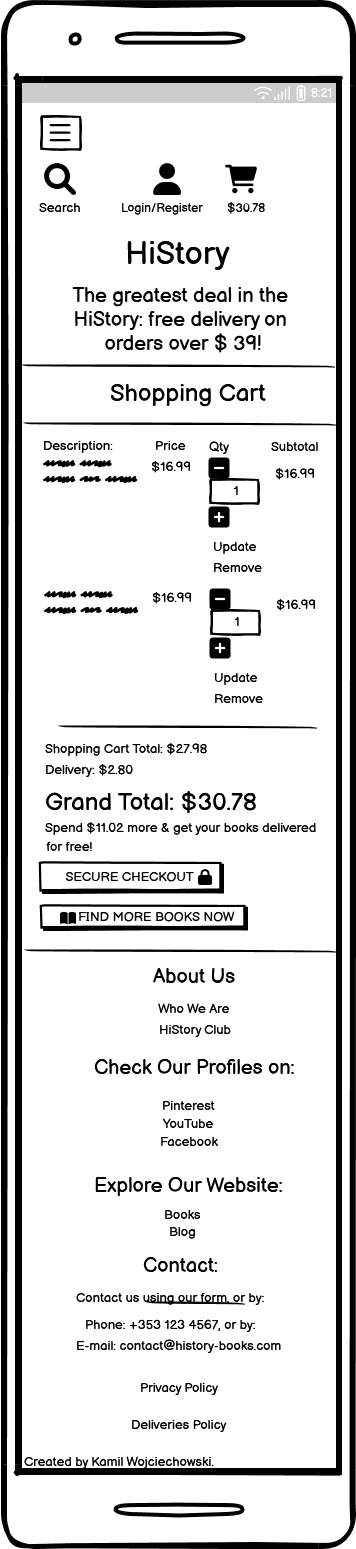 8:21
Search Login/Register $30.78
HiStory
The greatest deal in the
HiStory: free delivery on
orders over $ 39!
Shopping Cart
Description: Price Qty Subtotal
$16.99 $16.99
1
Update
Remove
$16.99 $16.99
1
Update
Remove
Shopping Cart Total: $27.98
Delivery: $2.80
Grand Total: $30.78
Spend $11.02 more & get your books delivered
for free!
SECURE CHECKOUT
FIND MORE BOOKS NOW
About Us
Who We Are
HiStory Club
Check Our Profiles on:
Pinterest
YouTube
Facebook
Explore Our Website:
Books
Blog
Contact:
Contact us using our form, or by:
Phone: +353 123 4567, or by:
E-mail: contact@history-books.com
Privacy Policy
Deliveries Policy
Created by Kamil Wojciechowski.